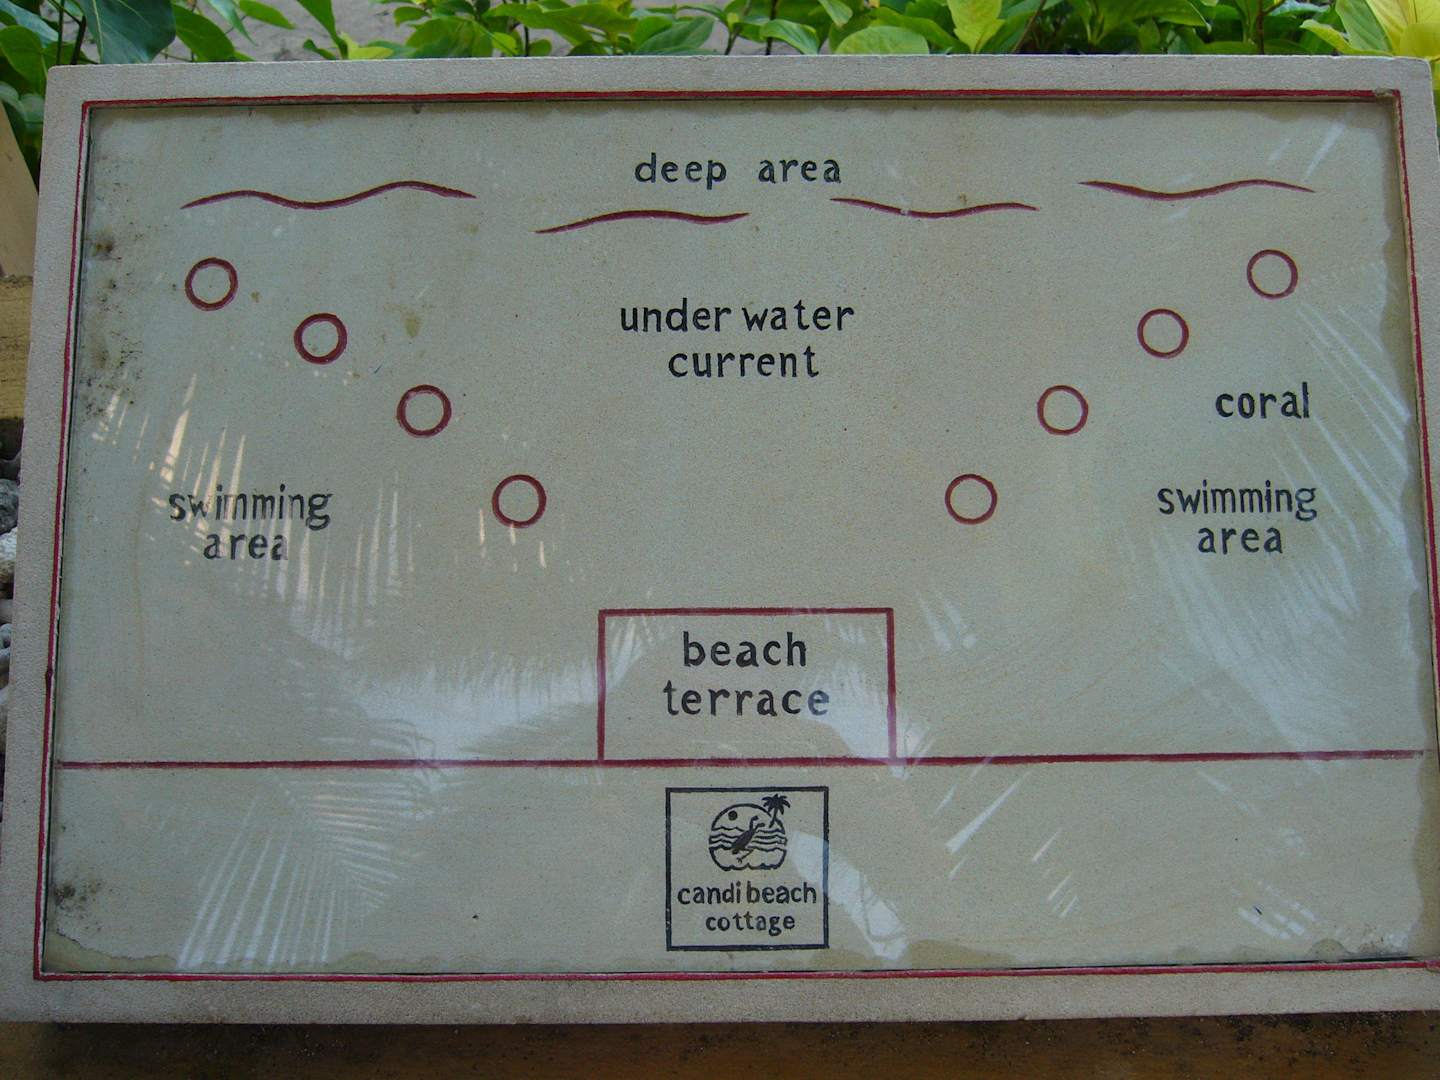 deep area
under water
current
coral
swimming
area
swimming
area
beach
terrace
candi beach
cottage